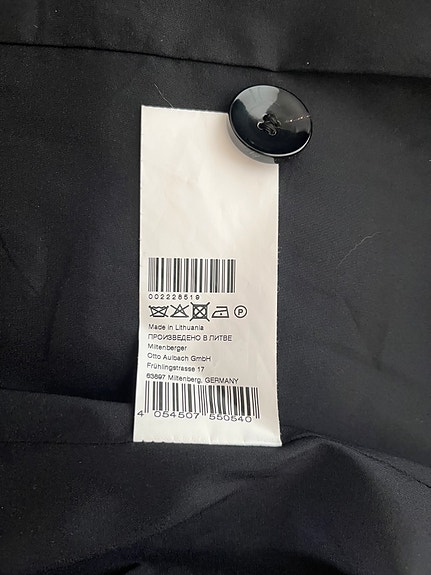 002228519
Made in Lithuania
ПРОИЗВЕДЕНО В ЛИТВЕ
Miltenberger
Otto Aulbach GmbH
Frühlingstrasse 17
63897 Miltenberg, GERMANY
4 054507 550540